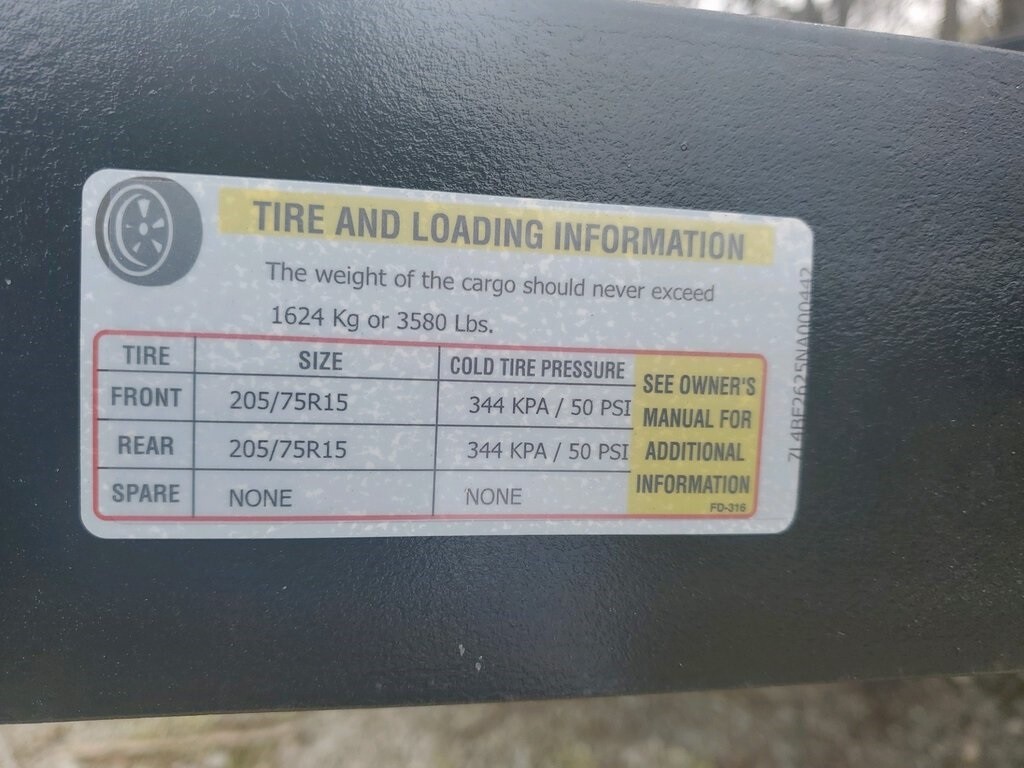 TIRE AND LOADING INFORMATION
The weight of the cargo should never exceed
1624 Kg or 3580 Lbs.
TIRE SIZE COLD TIRE PRESSURE
FRONT 205/75R15 344 KPA / 50 PSI
REAR 205/75R15 344 KPA / 50 PSI
SPARE NONE NONE
SEE OWNER'S
MANUAL FOR
ADDITIONAL
INFORMATION
FD-316